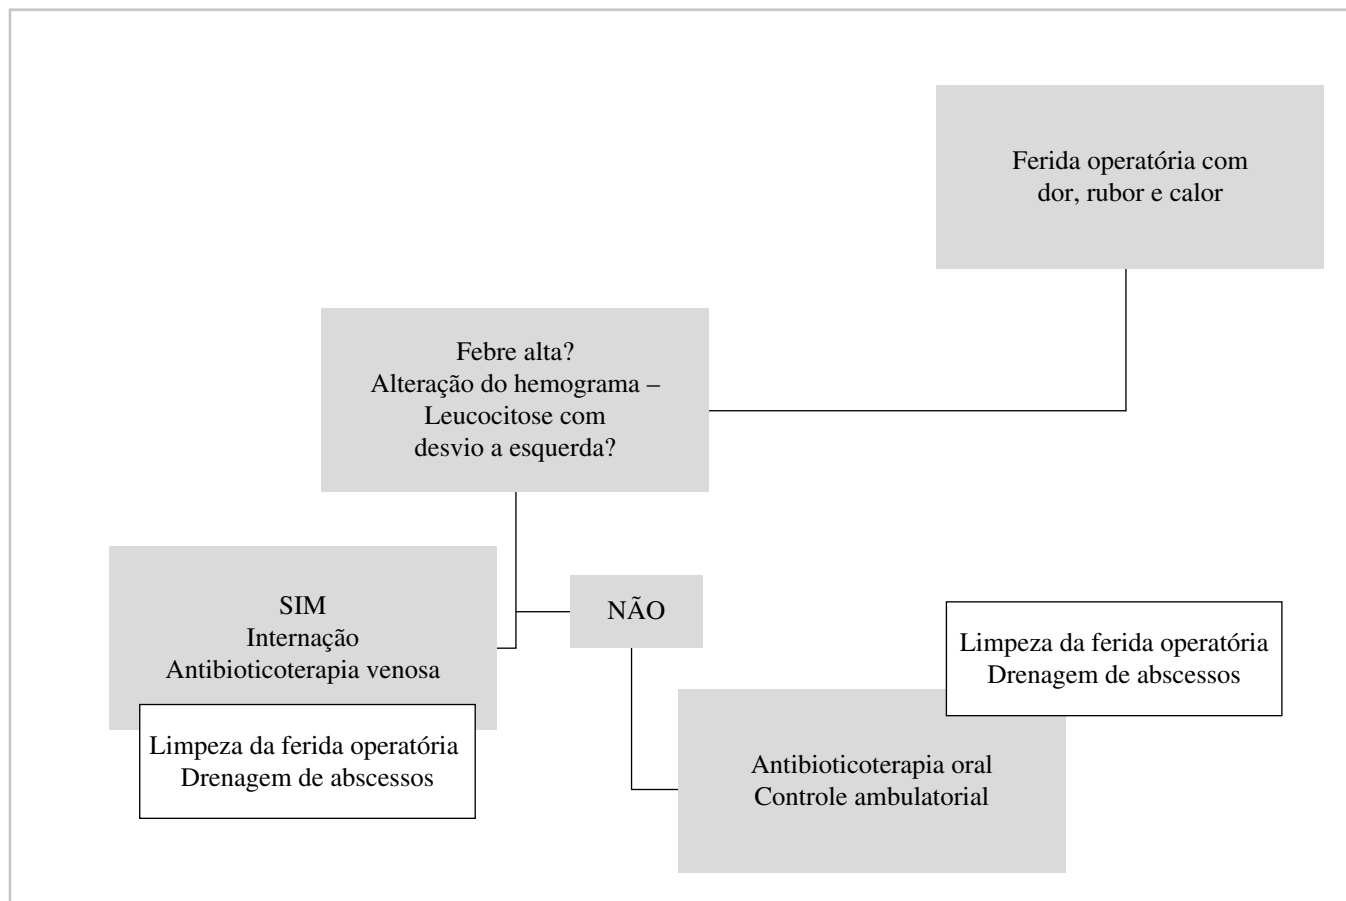 Ferida operatória com
dor, rubor e calor
Febre alta?
Alteração do hemograma –
Leucocitose com
desvio a esquerda?
SIM
Internação
Antibioticoterapia venosa
Limpeza da ferida operatória
Drenagem de abscessos
NÃO
Limpeza da ferida operatória
Drenagem de abscessos
Antibioticoterapia oral
Controle ambulatorial